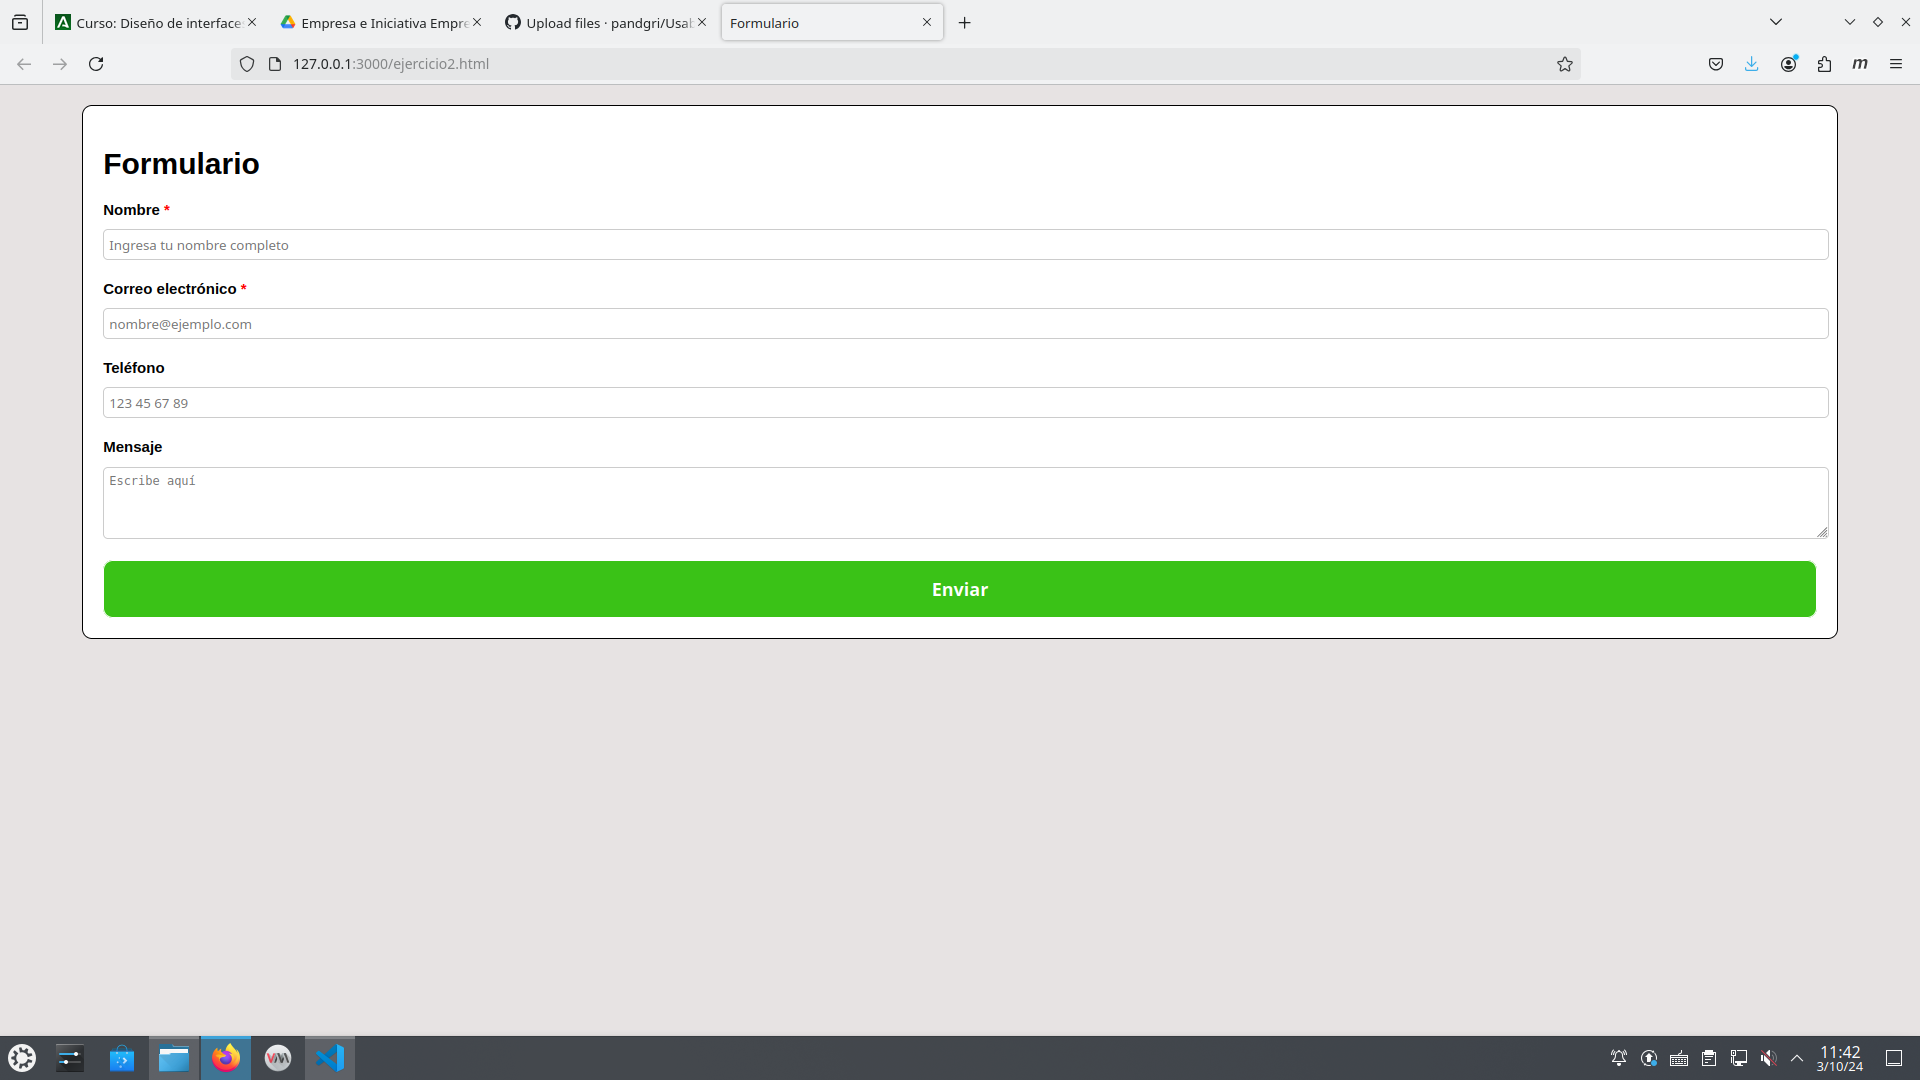 Curso: Diseño de interface
Empresa e Iniciativa Empre
Upload files · pandgri/Usab
Formulario
127.0.0.1:3000/ejercicio2.html
m
Formulario
Nombre *
Ingresa tu nombre completo
Correo electrónico *
nombre@ejemplo.com
Teléfono
123 45 67 89
Mensaje
Escribe aquí
Enviar
11:42
3/10/24